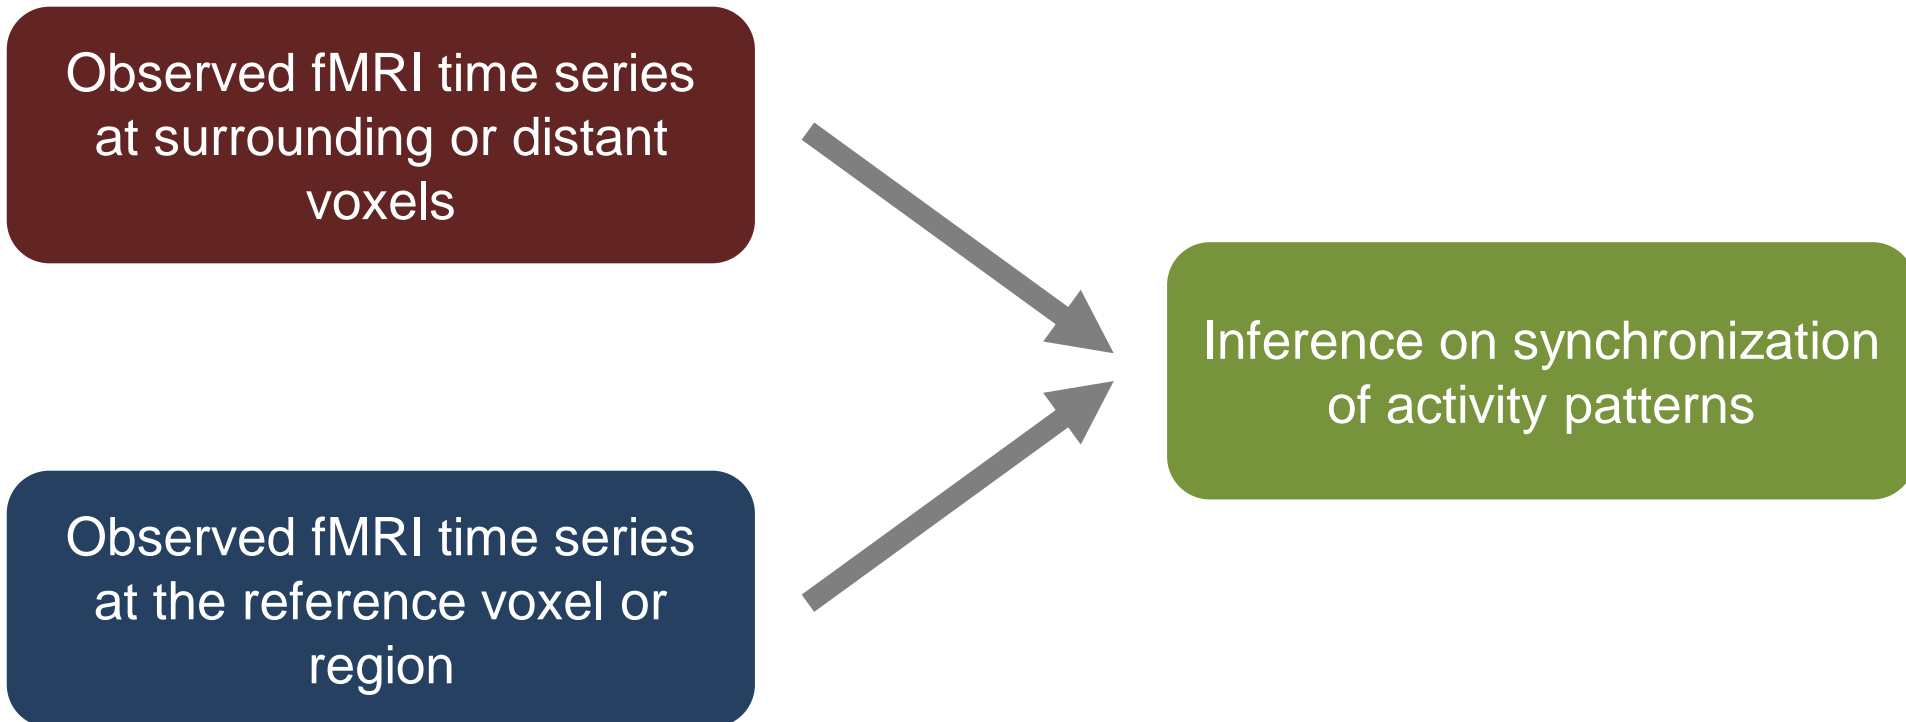 Observed fMRI time series
at surrounding or distant
voxels
Inference on synchronization
of activity patterns
Observed fMRI time series
at the reference voxel or
region